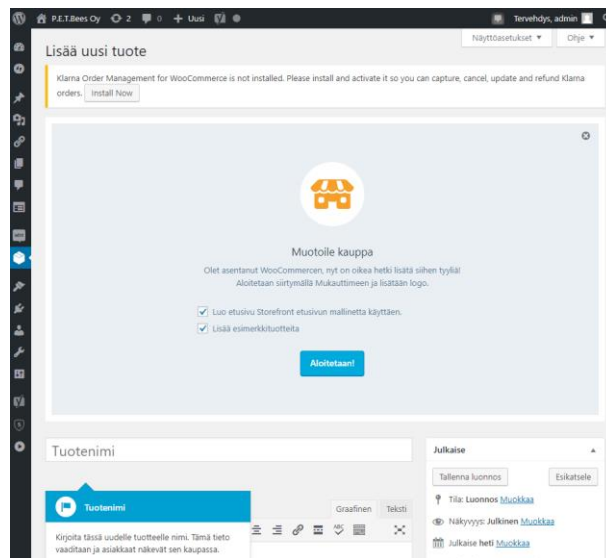 P.E.T.Bees Oy 2 0 + Uusi Tervehdys, admin
Näyttöasetukset ▼ Ohje ▼
Lisää uusi tuote
Klarna Order Management for WooCommerce is not installed. Please install and activate it so you can capture, cancel, update and refund Klarna
orders. Install Now
Muotoile kauppa
Olet asentanut WooCommercen, nyt on oikea hetki lisätä siihen tyyliä!
Aloitetaan siirtymällä Mukauttimeen ja lisätään logo.
Luo etusivu Storefront etusivun mallinetta käyttäen.
Lisää esimerkkituotteita
Aloitetaan!
Tuotenimi
Julkaise
Tallenna luonnos Esikatsele
Tila: Luonnos Muokkaa
Näkyvyys: Julkinen Muokkaa
Julkaise heti Muokkaa
Graafinen Teksti
Tuotenimi
Kirjoita tässä uudelle tuotteelle nimi. Tämä tieto
vaaditaan ja asiakkaat näkevät sen kaupassa.